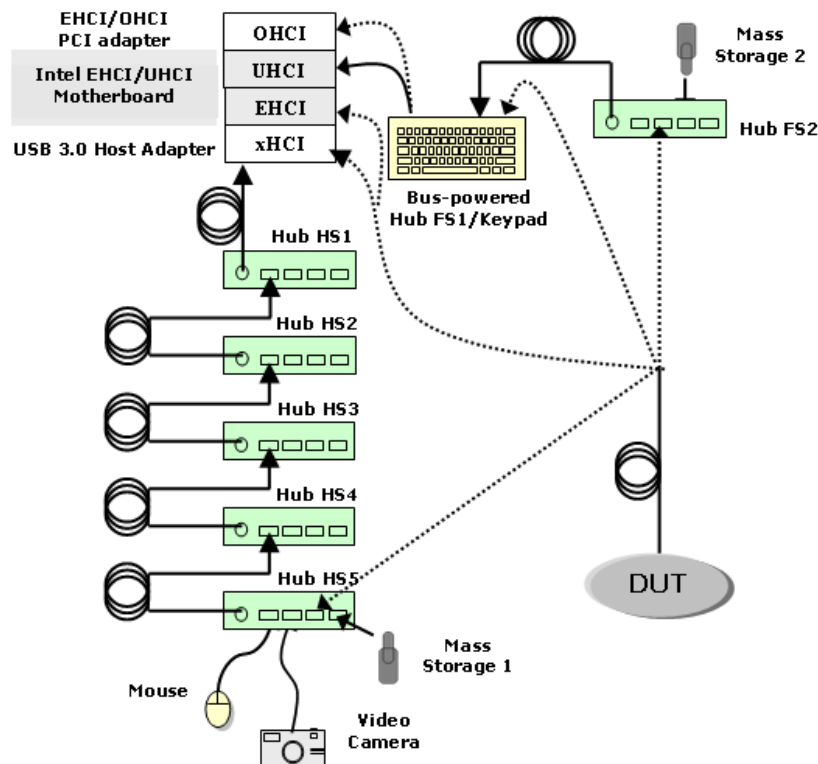 EHCI/OHCI
PCI adapter
Intel EHCI/UHCI
Motherboard
USB 3.0 Host Adapter
OHCI
UHCI
EHCI
xHCI
Mass
Storage 2
Hub FS2
Bus-powered
Hub FS1/Keypad
Hub HS1
Hub HS2
Hub HS3
Hub HS4
Hub HS5
DUT
Mass
Storage 1
Mouse
Video
Camera